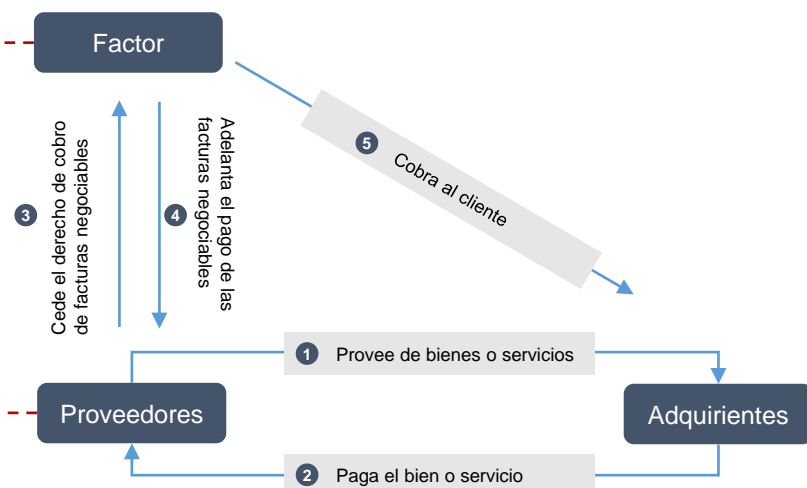 Factor
5 Cobra al cliente
3 Cede el derecho de cobro
de facturas negociables
4 Adelanta el pago de las
facturas negociables
1 Provee de bienes o servicios
Proveedores
Adquirientes
2 Paga el bien o servicio